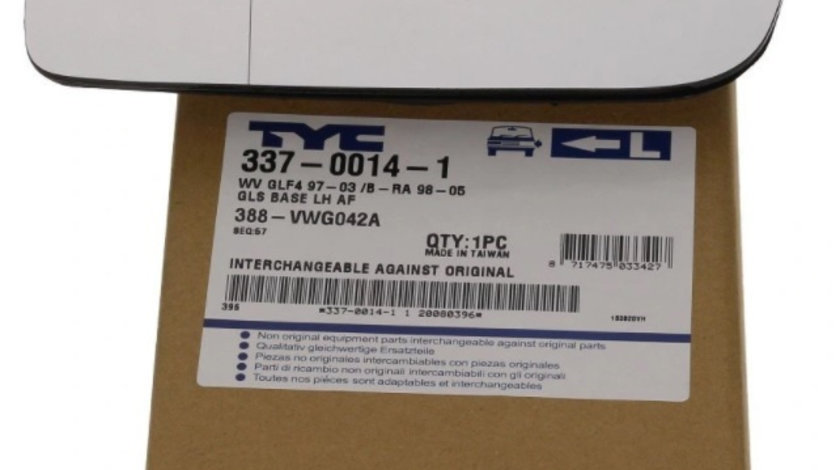 TYC
L
337-0014-1
WV GLF4 97-03 /B-RA 98-05
GLS BASE LH AF
388-VWG042A
SEQ:57
QTY:1PC
MADE IN TAIWAN
8 717475 033427
INTERCHANGEABLE AGAINST ORIGINAL
395
*337-0014-1 1 20080396*
Non original equipment parts interchangeable against original parts
Qualitativ gleichwertige Ersatzteile
Piezas no originales intercambiables con piezas originales
Parti di ricambio non originali intercambiabili con gli originali
Toutes nos pièces sont adaptables et interchangeables